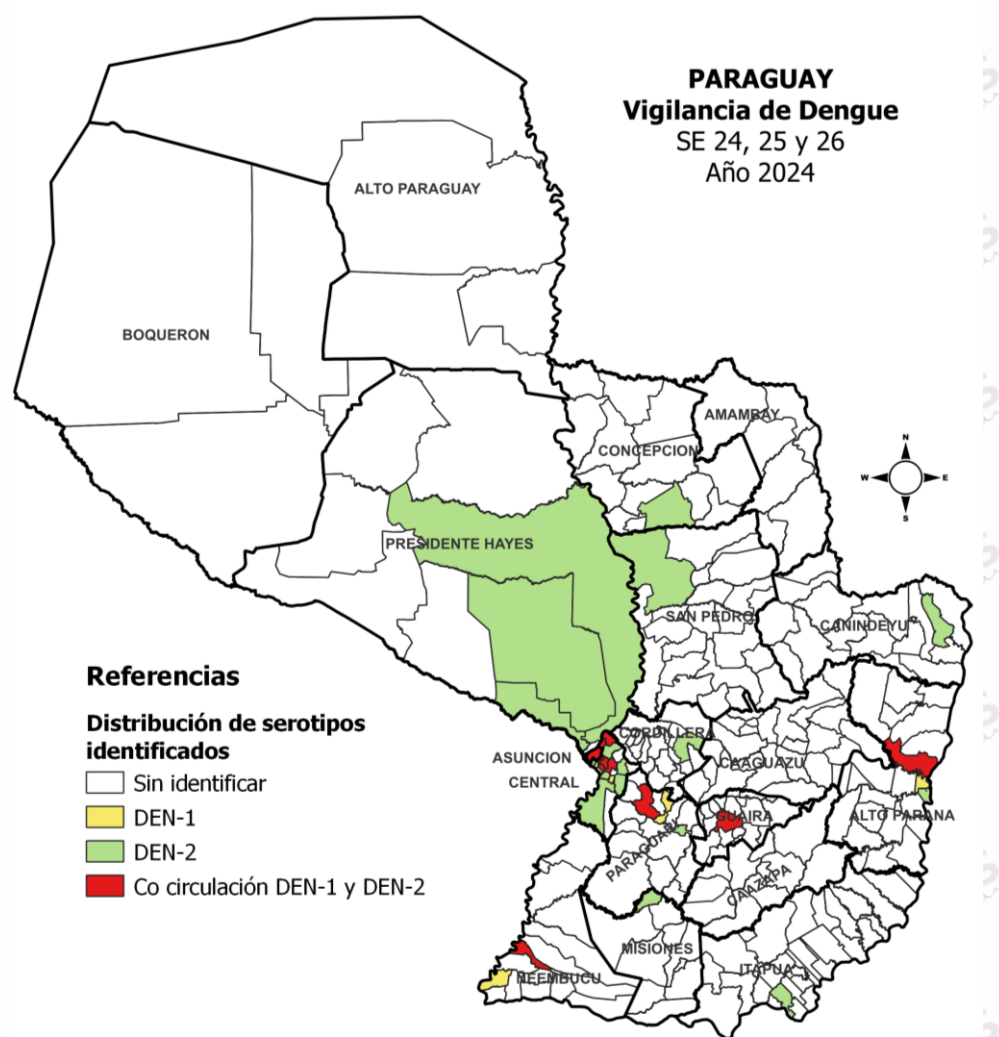 PARAGUAY
Vigilancia de Dengue
SE 24, 25 y 26
Año 2024
ALTO PARAGUAY
BOQUERON
AMAMBAY
CONCEPCION
N
W
E
S
PRESIDENTE HAYES
SAN PEDRO
CANINDEYU
CORDILLERA
ASUNCION
CENTRAL
CAAGUAZU
GUAIRA
ALTO PARANA
PARAGUARI
CAAZAPA
MISIONES
ITAPUA
ÑEEMBUCU
Referencias
Distribución de serotipos
identificados
Sin identificar
DEN-1
DEN-2
Co circulación DEN-1 y DEN-2